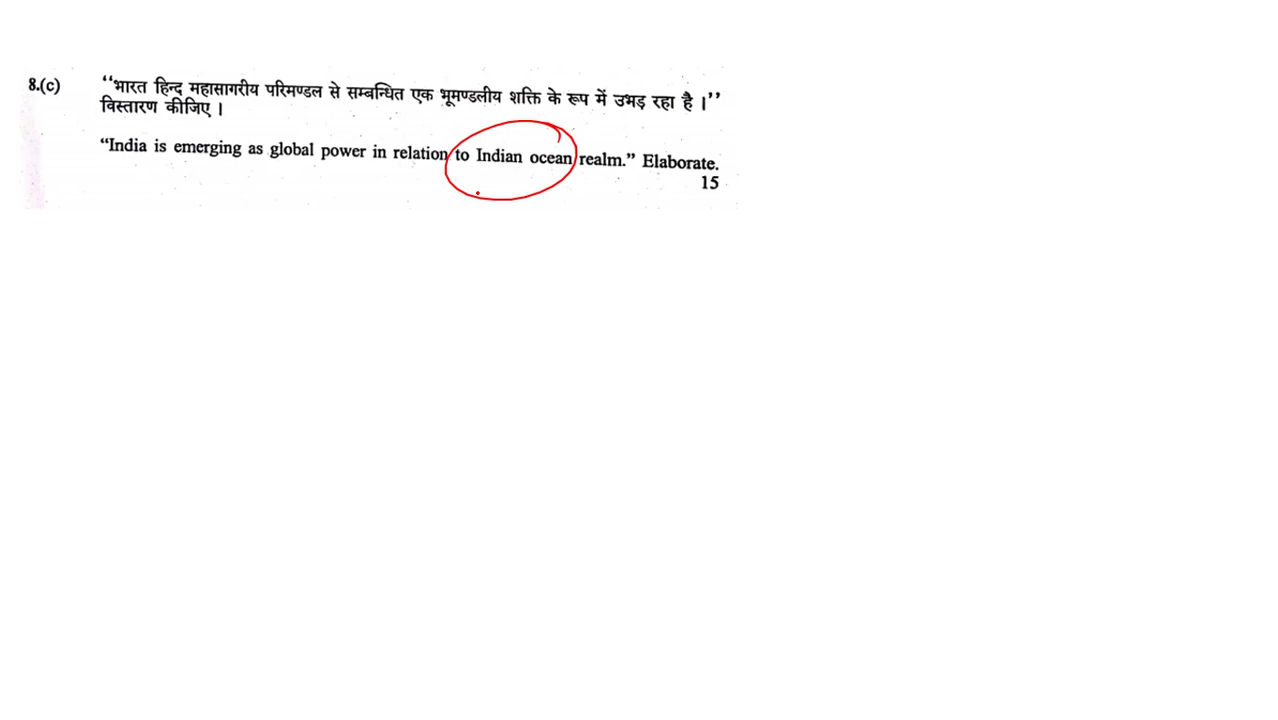 8.(c) “भारत हिन्द महासागरीय परिमण्डल से सम्बन्धित एक भूमण्डलीय शक्ति के रूप में उभड़ रहा है ।”
विस्तारण कीजिए ।
“India is emerging as global power in relation to Indian ocean realm.” Elaborate.
15